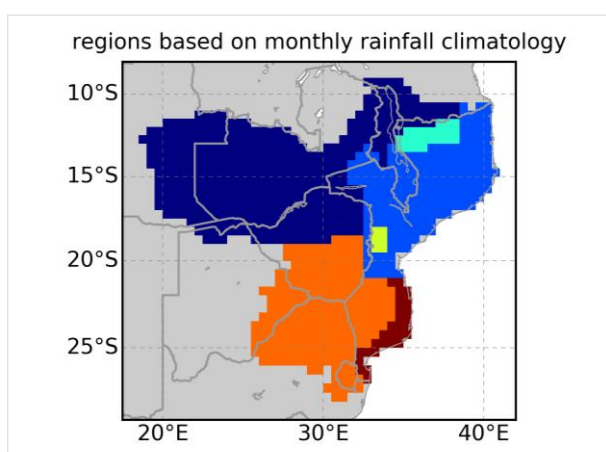 regions based on monthly rainfall climatology
10°S
15°S
20°S
25°S
20°E
30°E
40°E